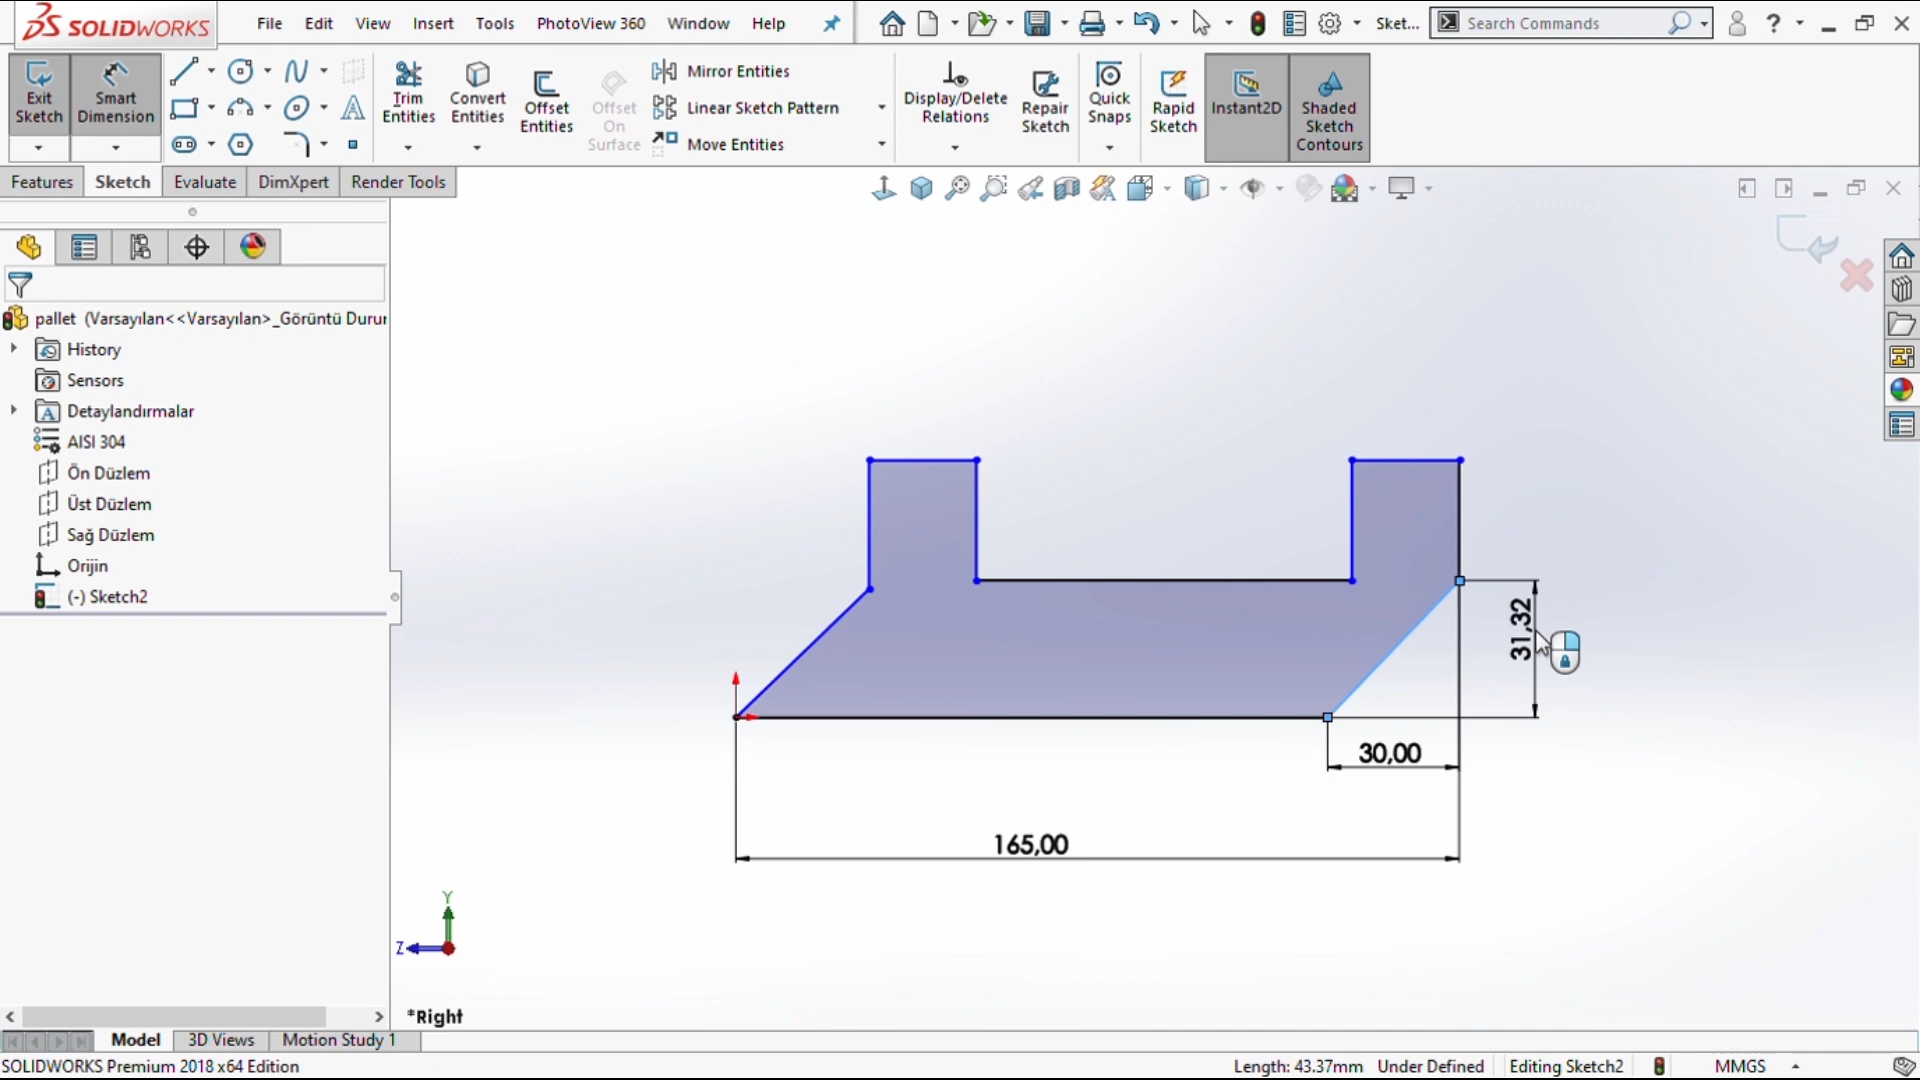 SOLIDWORKS
File Edit View Insert Tools PhotoView 360 Window Help
Sket...
Search Commands
?
Exit Sketch
Smart Dimension
Trim Entities
Convert Entities
Offset Entities
Offset On Surface
Mirror Entities
Linear Sketch Pattern
Move Entities
Display/Delete Relations
Repair Sketch
Quick Snaps
Rapid Sketch
Instant2D
Shaded Sketch Contours
Features Sketch Evaluate DimXpert Render Tools
pallet (Varsayılan<<Varsayılan>_Görüntü Durur
History
Sensors
Detaylandırmalar
AISI 304
Ön Düzlem
Üst Düzlem
Sağ Düzlem
Orijin
(-) Sketch2
31,32
30,00
165,00
Y
Z
*Right
Model 3D Views Motion Study 1
SOLIDWORKS Premium 2018 x64 Edition
Length: 43.37mm Under Defined Editing Sketch2 MMGS